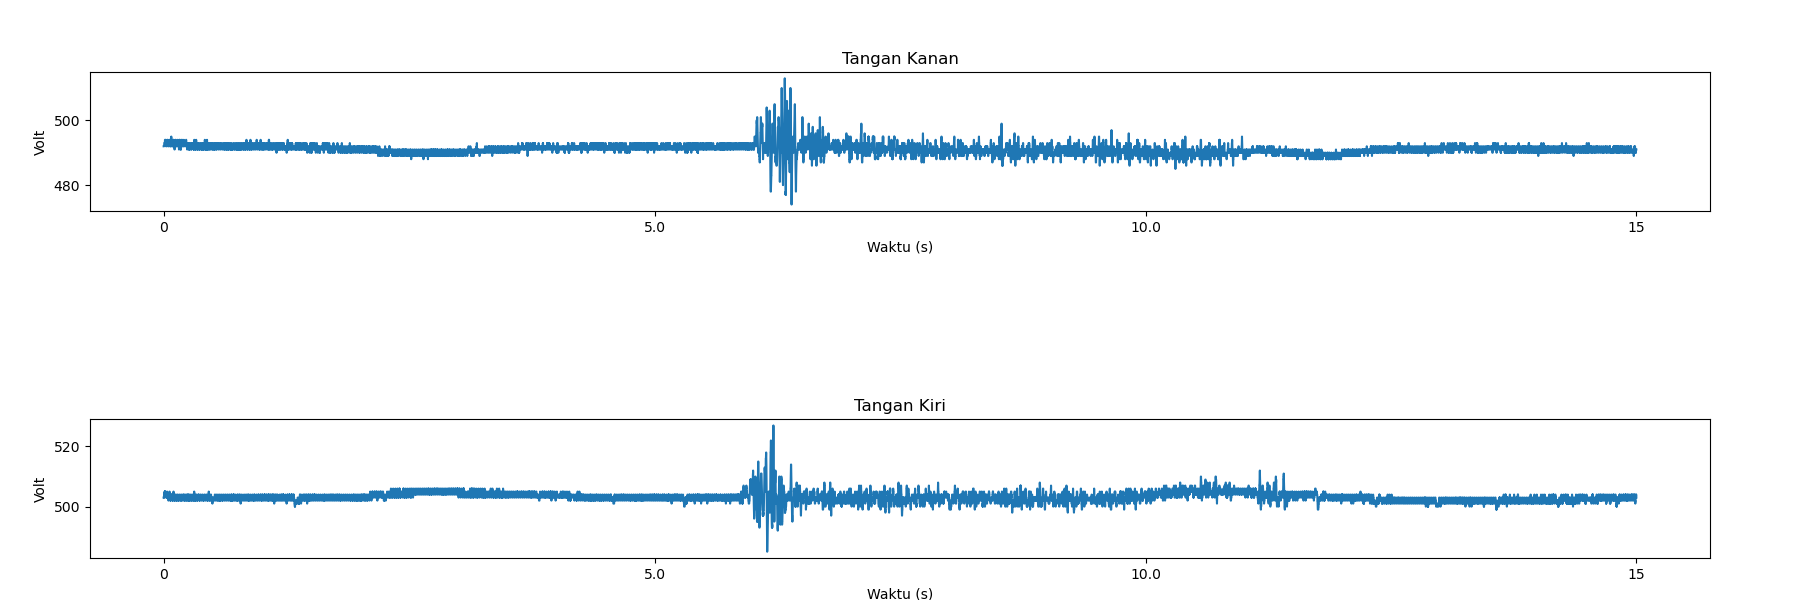 Tangan Kanan
Volt
500
480
0 5.0 10.0 15
Waktu (s)
Tangan Kiri
Volt
520
500
0 5.0 10.0 15
Waktu (s)